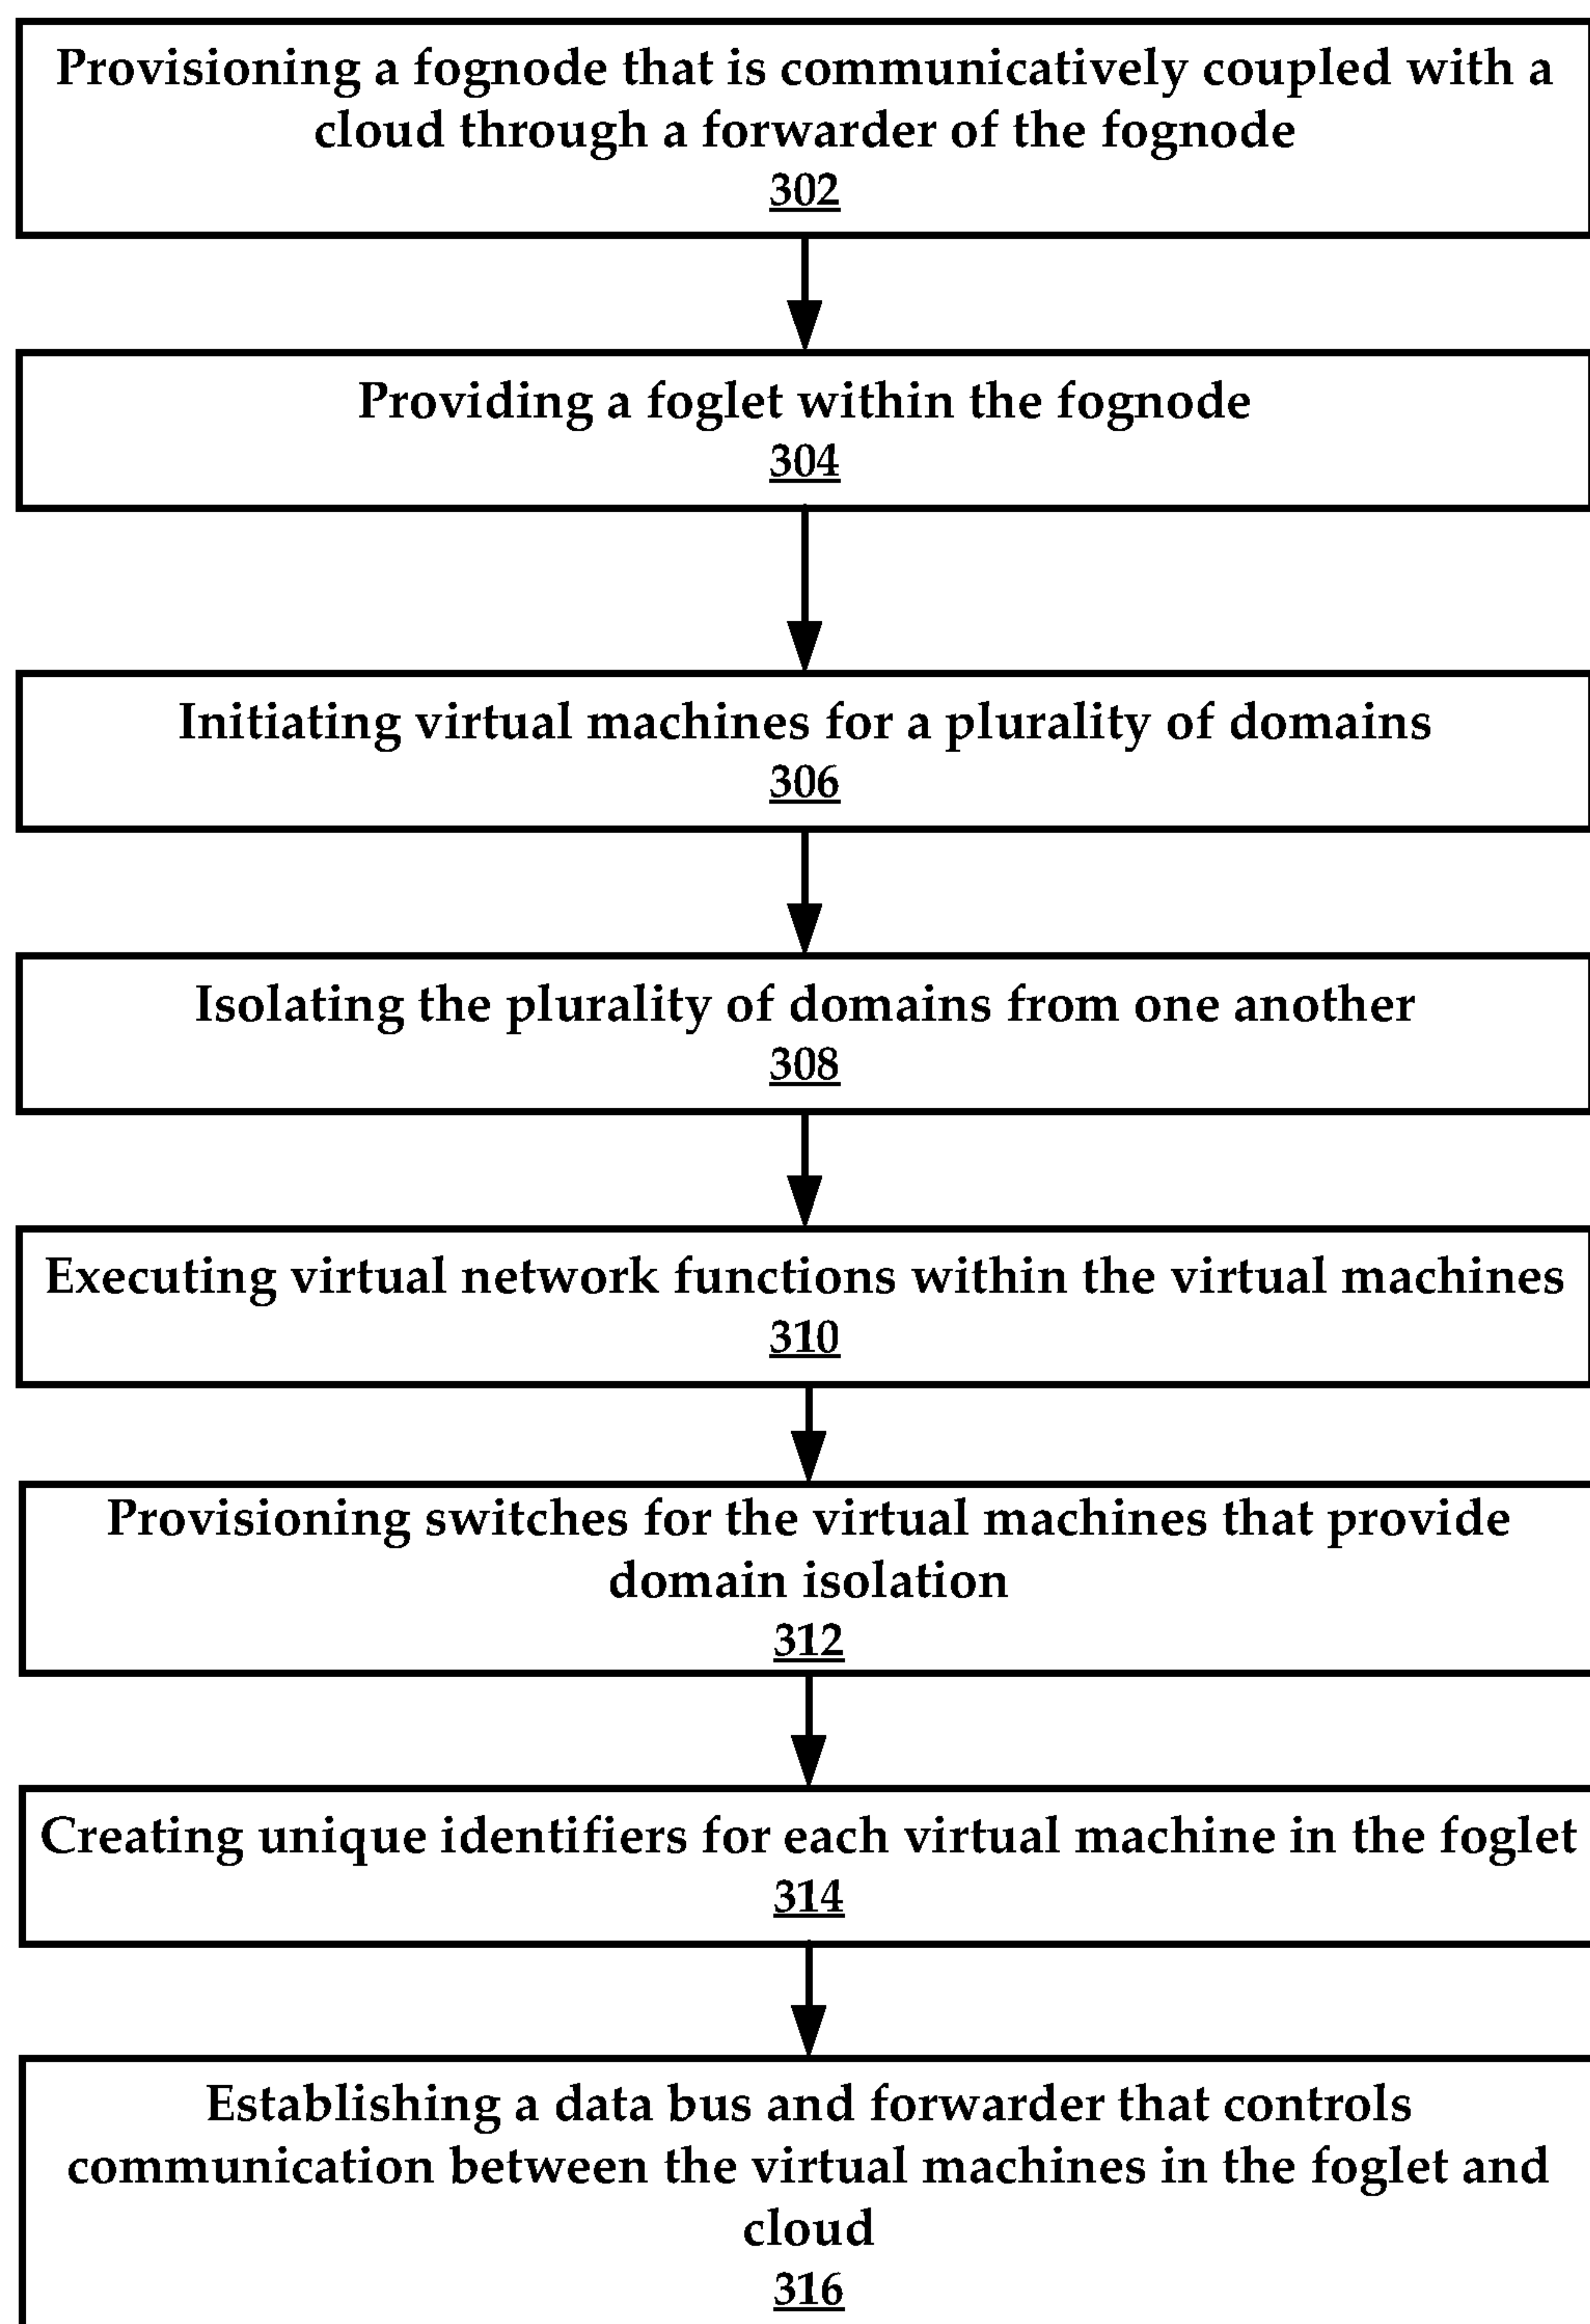 Provisioning a fognode that is communicatively coupled with a
cloud through a forwarder of the fognode
302
Providing a foglet within the fognode
304
Initiating virtual machines for a plurality of domains
306
Isolating the plurality of domains from one another
308
Executing virtual network functions within the virtual machines
310
Provisioning switches for the virtual machines that provide
domain isolation
312
Creating unique identifiers for each virtual machine in the foglet
314
Establishing a data bus and forwarder that controls
communication between the virtual machines in the foglet and
cloud
316